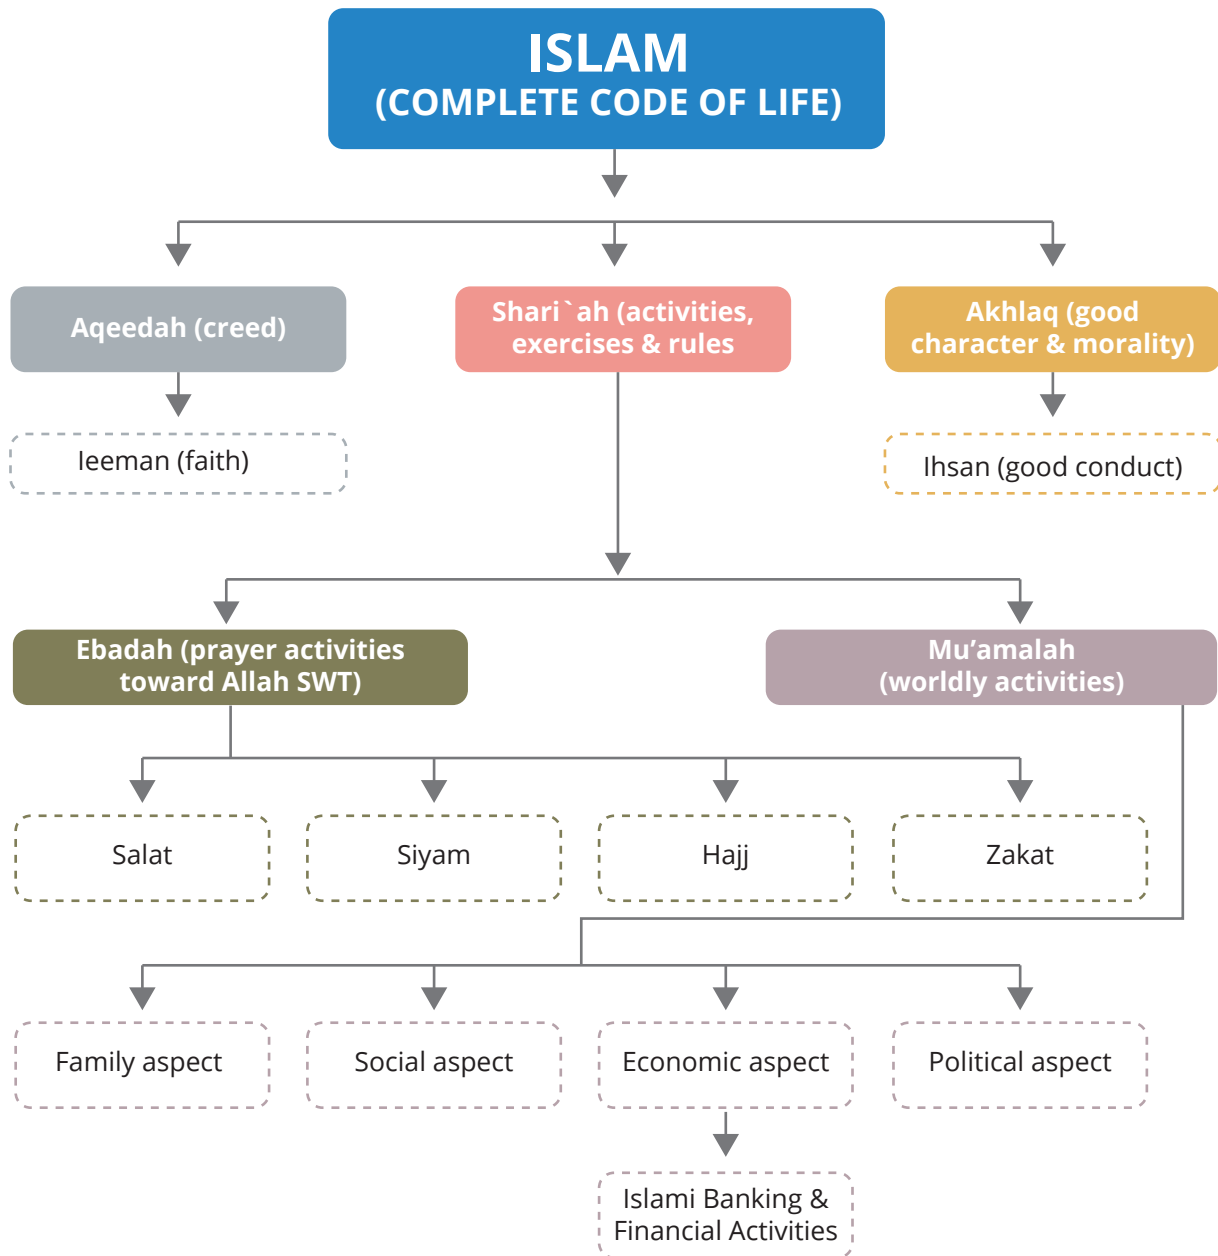 ISLAM
(COMPLETE CODE OF LIFE)
Aqeedah (creed)
Shari`ah (activities,
exercises & rules
Akhlaq (good
character & morality)
Ieeman (faith)
Ihsan (good conduct)
Ebadah (prayer activities
toward Allah SWT)
Mu’amalah
(worldly activities)
Salat
Siyam
Hajj
Zakat
Family aspect
Social aspect
Economic aspect
Political aspect
Islami Banking &
Financial Activities